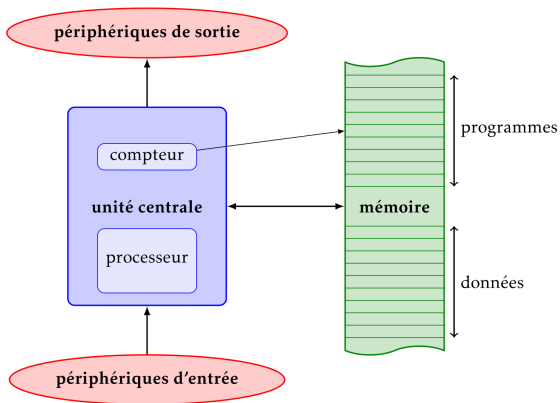 périphériques de sortie
compteur
programmes
unité centrale
mémoire
processeur
données
périphériques d'entrée